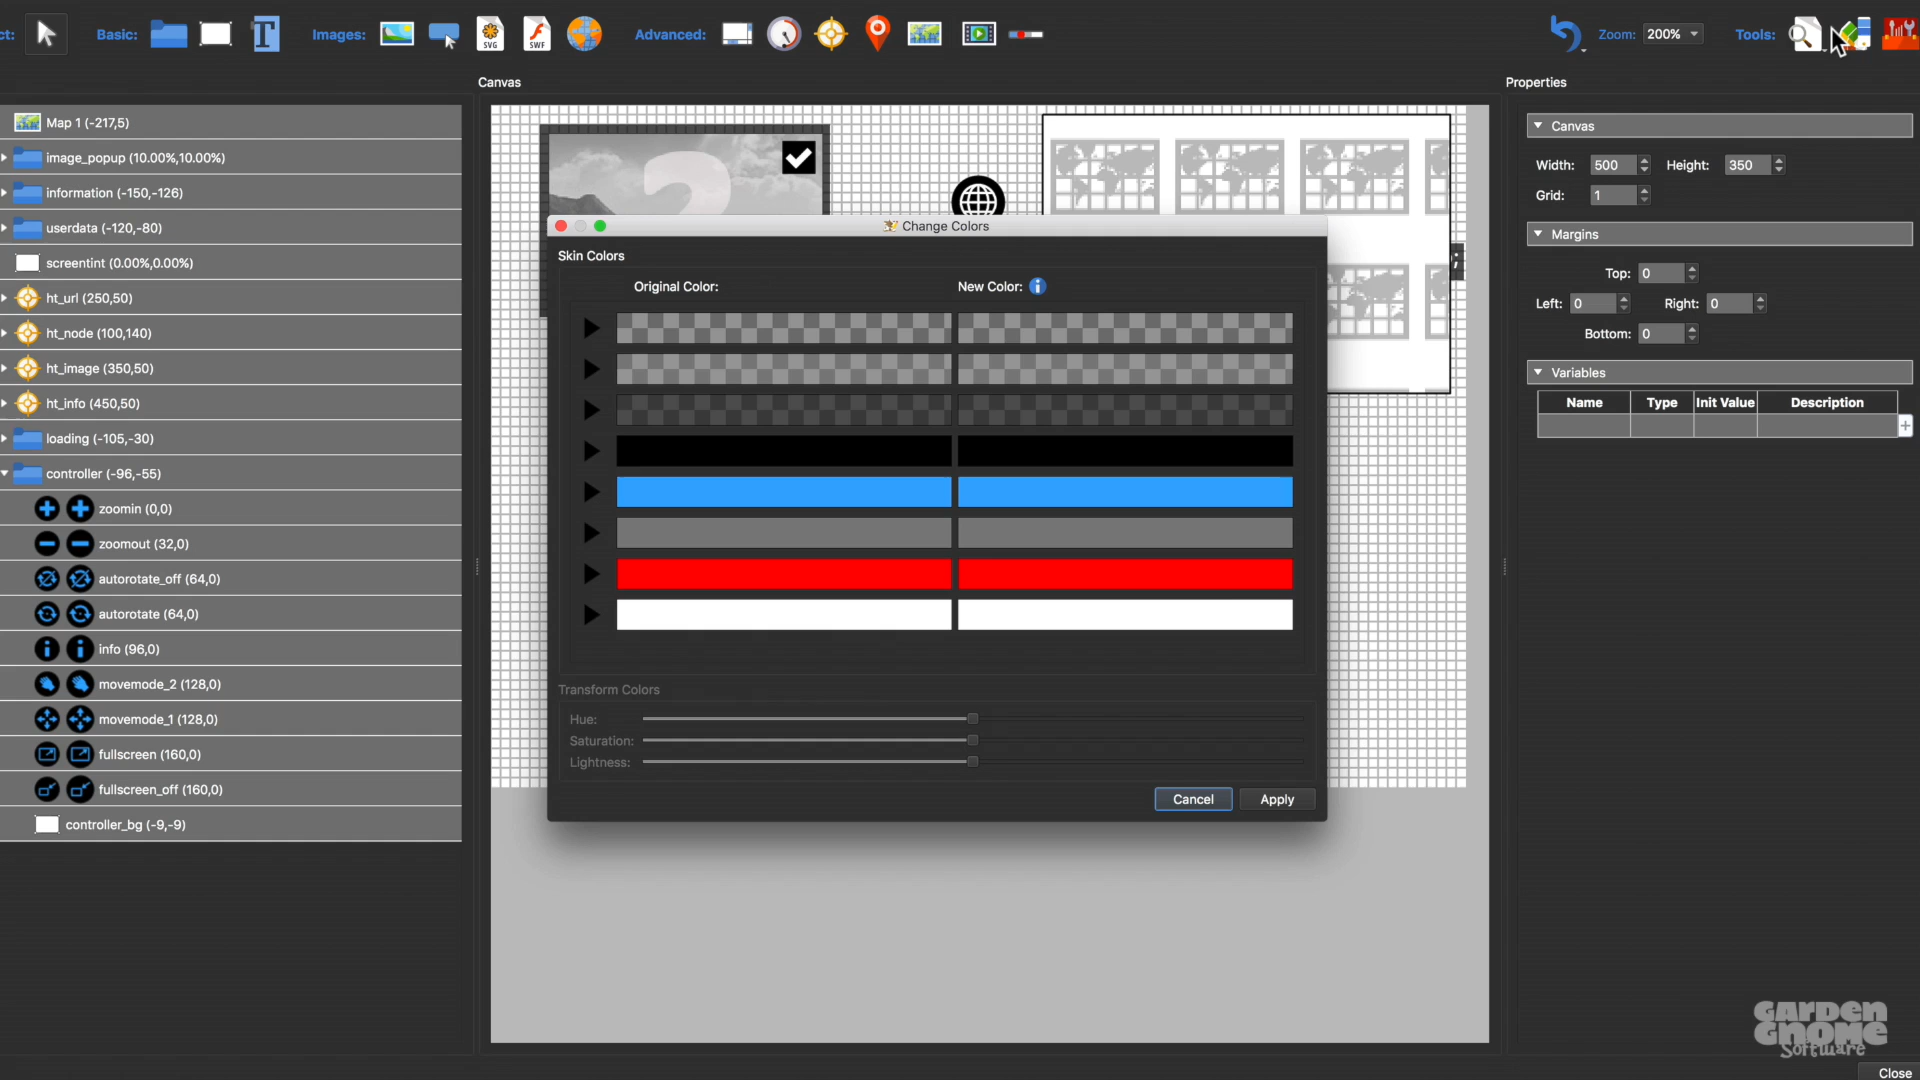 ct:
Basic:
Images:
SVG
SWF
Advanced:
Zoom: 200%
Tools:
Canvas
Properties
Map 1 (-217,5)
image_popup (10.00%,10.00%)
information (-150,-126)
userdata (-120,-80)
screentint (0.00%,0.00%)
ht_url (250,50)
ht_node (100,140)
ht_image (350,50)
ht_info (450,50)
loading (-105,-30)
controller (-96,-55)
zoomin (0,0)
zoomout (32,0)
autorotate_off (64,0)
autorotate (64,0)
info (96,0)
movemode_2 (128,0)
movemode_1 (128,0)
fullscreen (160,0)
fullscreen_off (160,0)
controller_bg (-9,-9)
?
Change Colors
Skin Colors
Original Color:
New Color:
Transform Colors
Hue:
Saturation:
Lightness:
Cancel
Apply
Canvas
Width: 500 Height: 350
Grid: 1
Margins
Top: 0
Left: 0 Right: 0
Bottom: 0
Variables
Name Type Init Value Description
GARDEN
GNOME
Software
Close